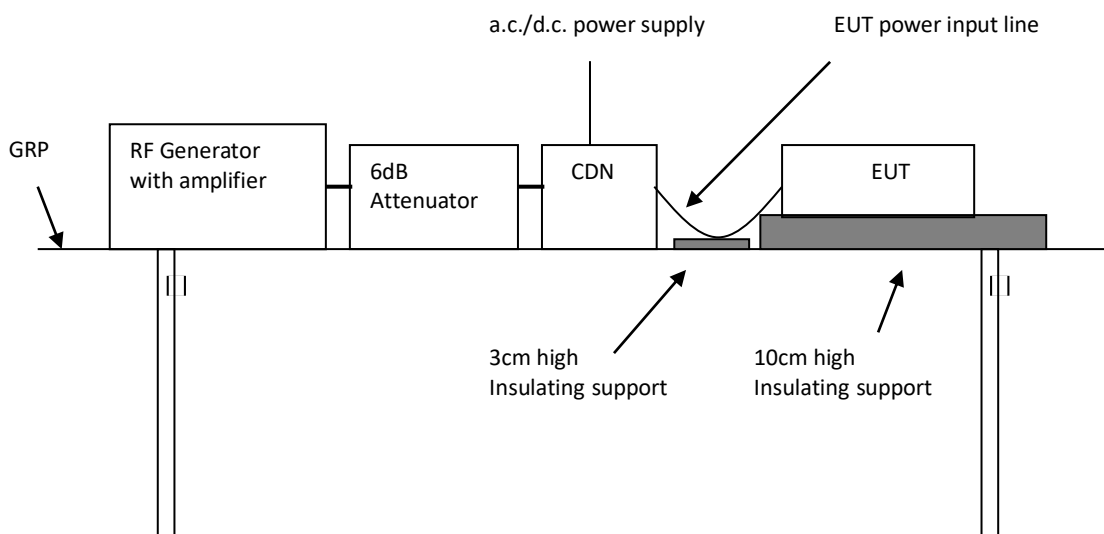 a.c./d.c. power supply
EUT power input line
GRP
RF Generator
with amplifier
6dB
Attenuator
CDN
EUT
3cm high
Insulating support
10cm high
Insulating support